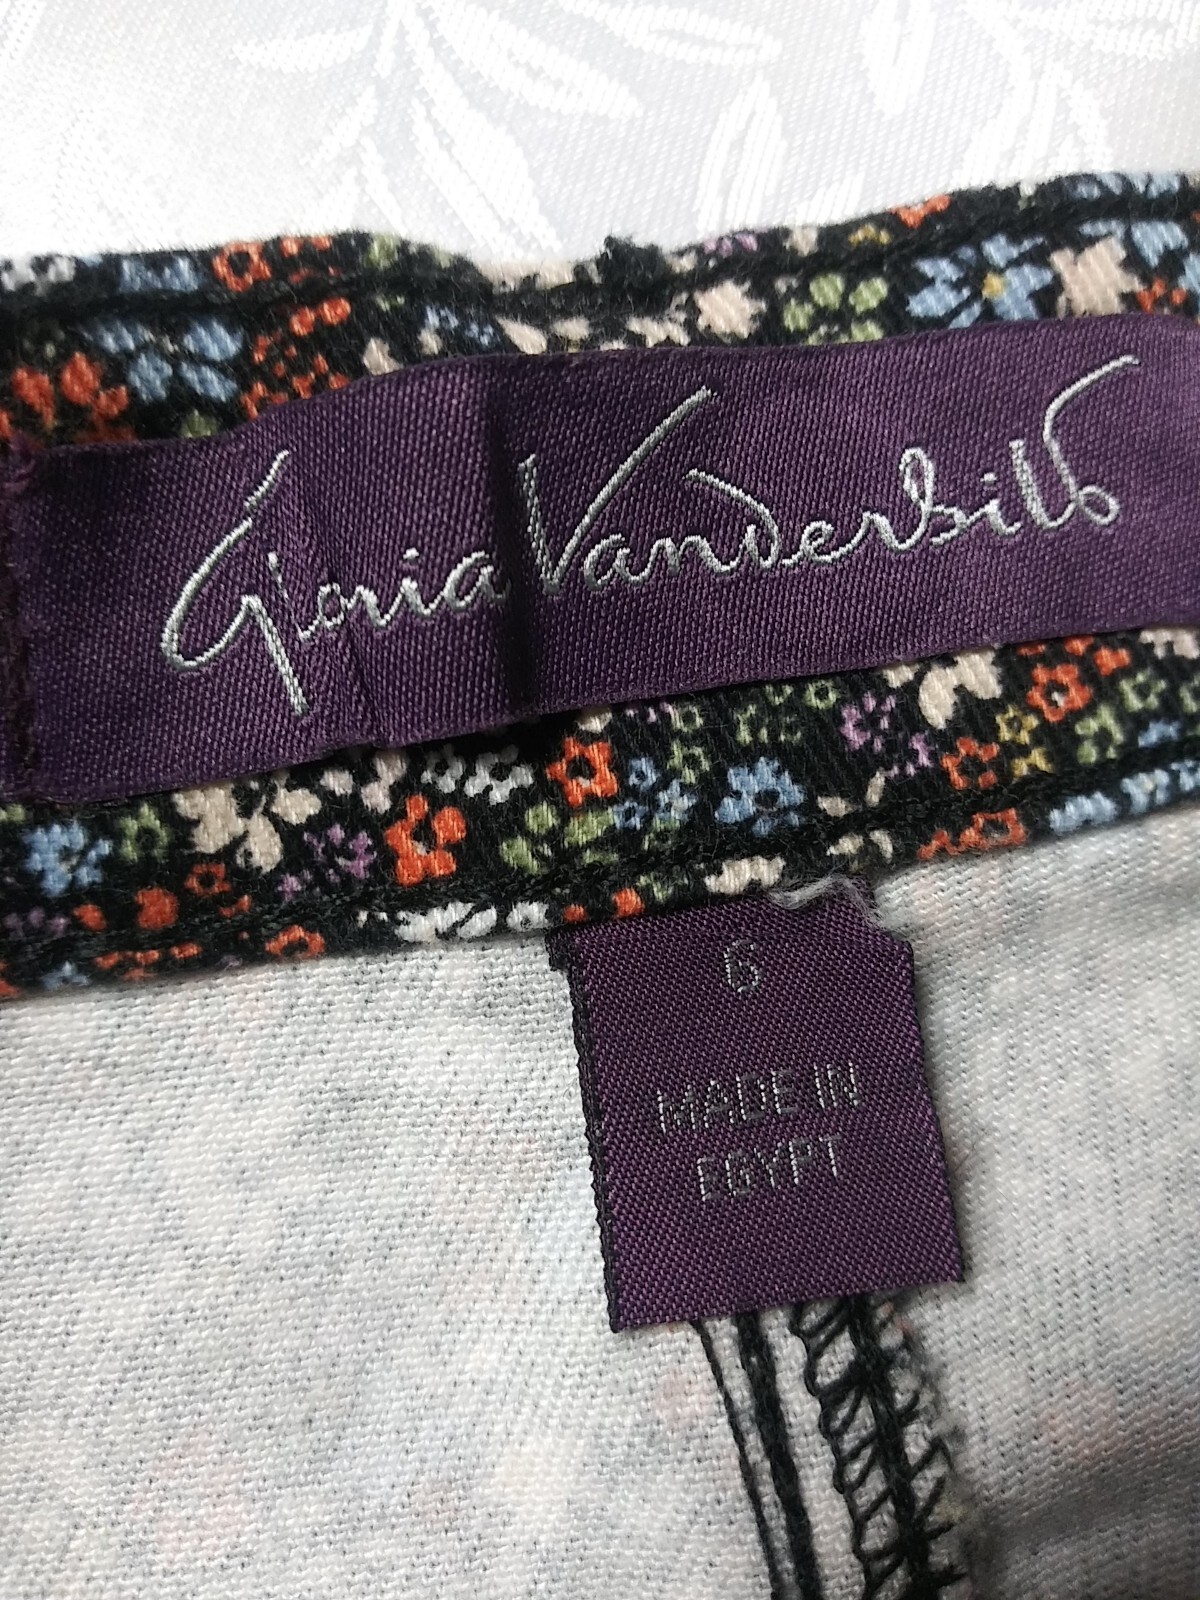 Gloria Vanderbilt
6
MADE IN
EGYPT